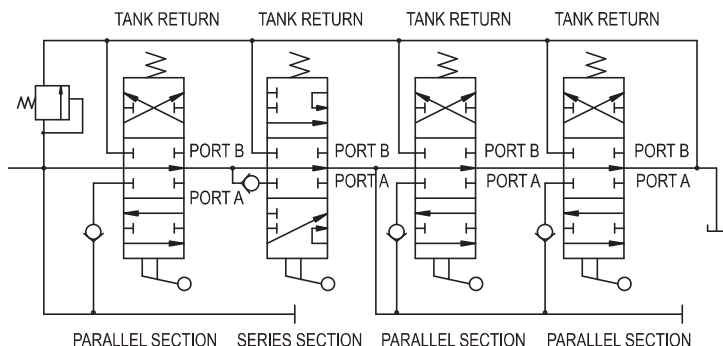 TANK RETURN TANK RETURN TANK RETURN TANK RETURN
PORT B PORT B PORT B PORT B
PORT A PORT A PORT A PORT A
PARALLEL SECTION SERIES SECTION PARALLEL SECTION PARALLEL SECTION